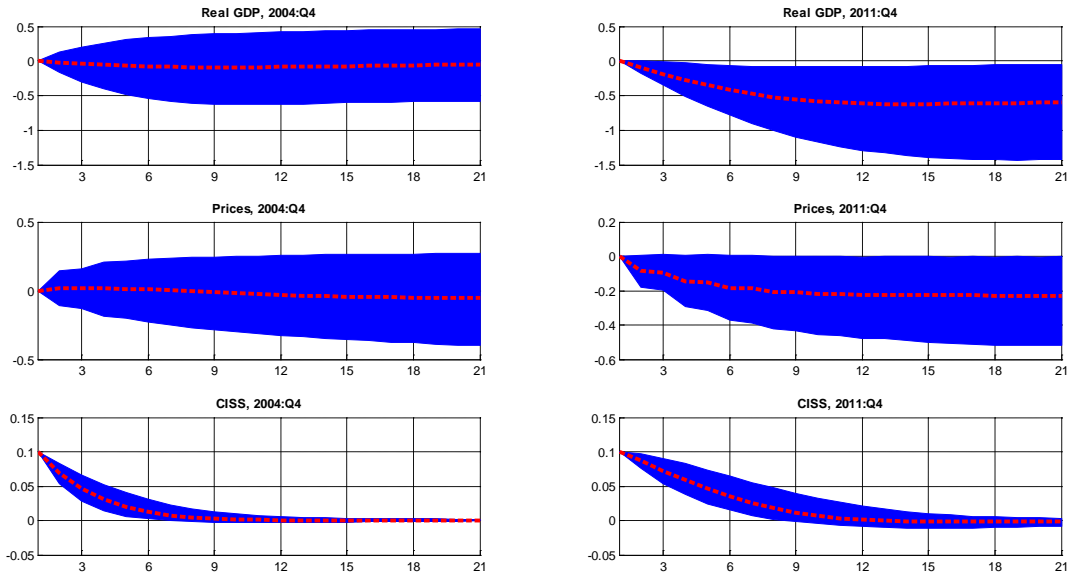 Real GDP, 2004:Q4
0.5
0
-0.5
-1
-1.5
3 6 9 12 15 18 21
Real GDP, 2011:Q4
0.5
0
-0.5
-1
-1.5
3 6 9 12 15 18 21
Prices, 2004:Q4
0.5
0
-0.5
3 6 9 12 15 18 21
Prices, 2011:Q4
0.2
0
-0.2
-0.4
-0.6
3 6 9 12 15 18 21
CISS, 2004:Q4
0.15
0.1
0.05
0
-0.05
3 6 9 12 15 18 21
CISS, 2011:Q4
0.15
0.1
0.05
0
-0.05
3 6 9 12 15 18 21